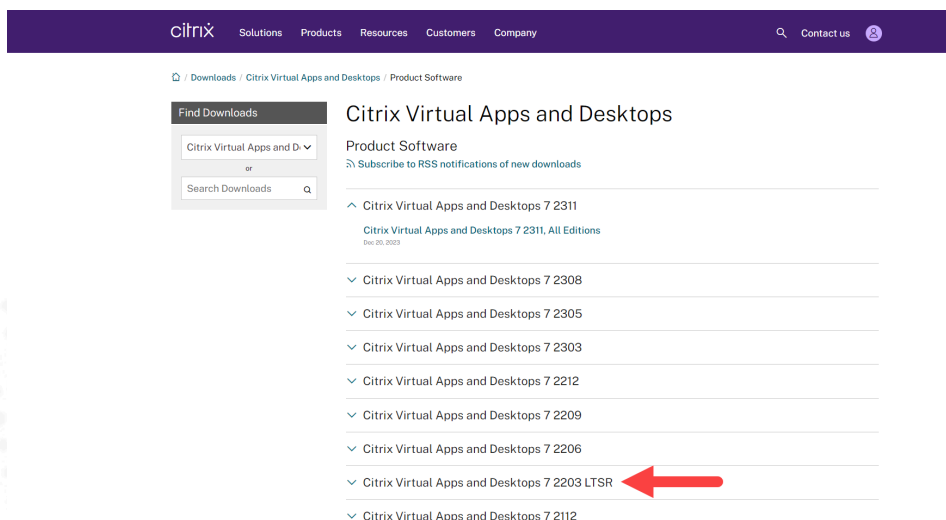 citrix Solutions Products Resources Customers Company Contact us
/ Downloads / Citrix Virtual Apps and Desktops / Product Software
Find Downloads
Citrix Virtual Apps and D
or
Search Downloads
Citrix Virtual Apps and Desktops
Product Software
Subscribe to RSS notifications of new downloads
Citrix Virtual Apps and Desktops 7 2311
Citrix Virtual Apps and Desktops 7 2311, All Editions
Dec 20, 2023
Citrix Virtual Apps and Desktops 7 2308
Citrix Virtual Apps and Desktops 7 2305
Citrix Virtual Apps and Desktops 7 2303
Citrix Virtual Apps and Desktops 7 2212
Citrix Virtual Apps and Desktops 7 2209
Citrix Virtual Apps and Desktops 7 2206
Citrix Virtual Apps and Desktops 7 2203 LTSR
Citrix Virtual Apps and Desktops 7 2112